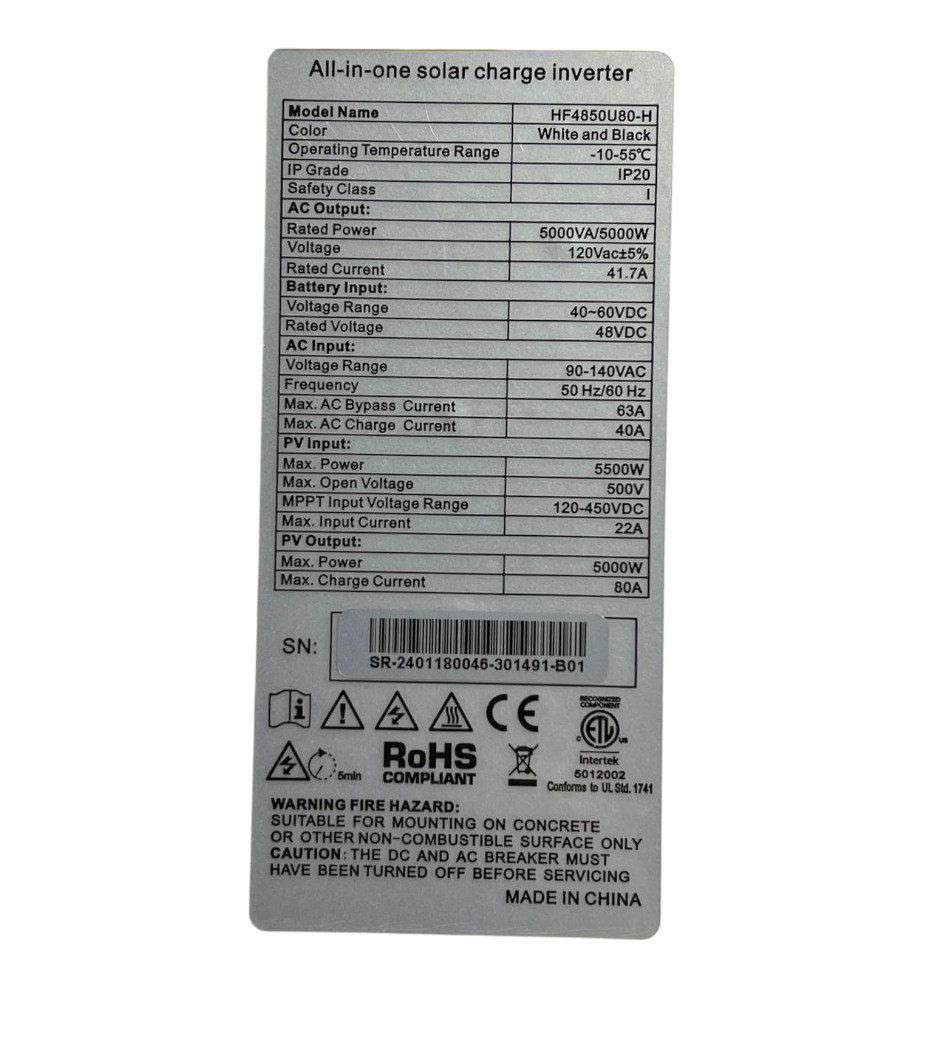 All-in-one solar charge inverter
Model Name HF4850U80-H
Color White and Black
Operating Temperature Range -10-55℃
IP Grade IP20
Safety Class I
AC Output:
Rated Power 5000VA/5000W
Voltage 120Vac±5%
Rated Current 41.7A
Battery Input:
Voltage Range 40~60VDC
Rated Voltage 48VDC
AC Input:
Voltage Range 90-140VAC
Frequency 50 Hz/60 Hz
Max. AC Bypass Current 63A
Max. AC Charge Current 40A
PV Input:
Max. Power 5500W
Max. Open Voltage 500V
MPPT Input Voltage Range 120-450VDC
Max. Input Current 22A
PV Output:
Max. Power 5000W
Max. Charge Current 80A
SN:
SR-2401180046-301491-B01
CE
RECOGNIZED
COMPONENT
C ETL US
Intertek
5012002
Conforms to UL Std. 1741
5min
RoHS
COMPLIANT
WARNING FIRE HAZARD:
SUITABLE FOR MOUNTING ON CONCRETE
OR OTHER NON-COMBUSTIBLE SURFACE ONLY
CAUTION: THE DC AND AC BREAKER MUST
HAVE BEEN TURNED OFF BEFORE SERVICING
MADE IN CHINA